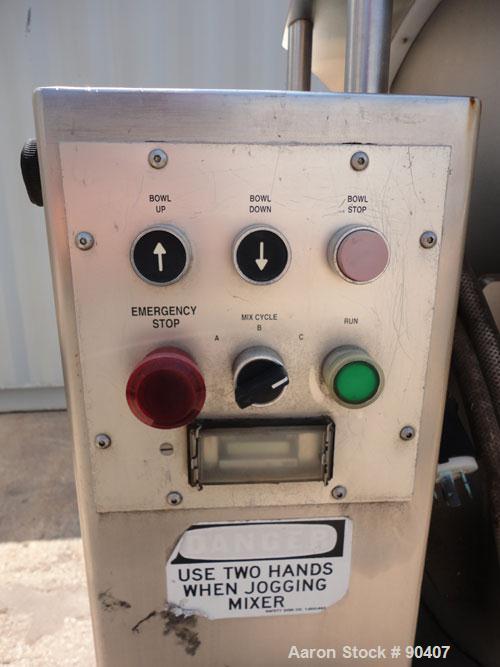 BOWL UP
BOWL DOWN
BOWL STOP
EMERGENCY STOP
MIX CYCLE
A B C
RUN
DANGER
USE TWO HANDS
WHEN JOGGING
MIXER
Aaron Stock # 90407